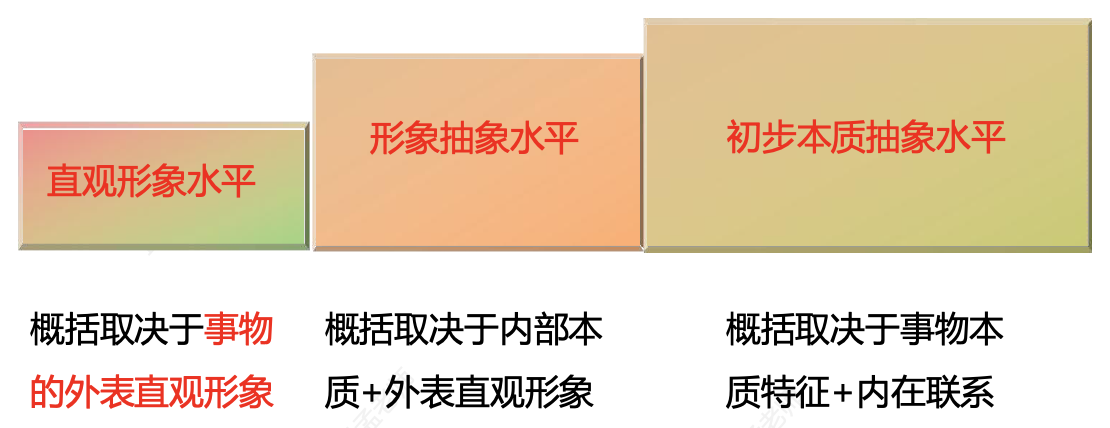 直观形象水平
形象抽象水平
初步本质抽象水平
概括取决于事物
的外表直观形象
概括取决于内部本
质+外表直观形象
概括取决于事物本
质特征+内在联系